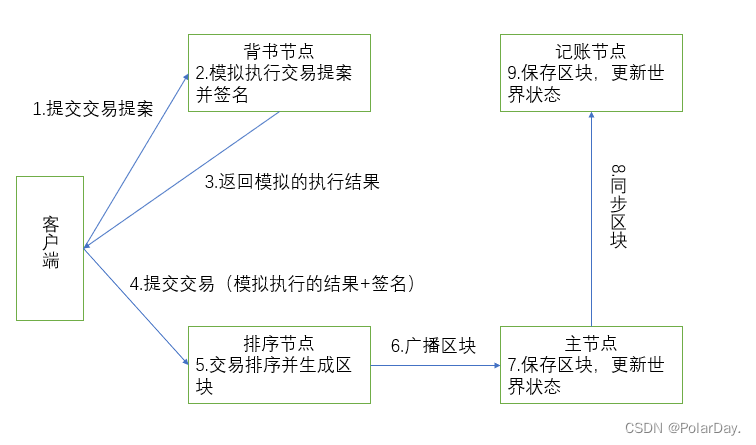 背书节点
2.模拟执行交易提案
并签名
记账节点
9.保存区块，更新世
界状态
1.提交交易提案
3.返回模拟的执行结果
8.同步区块
客户端
4.提交交易（模拟执行的结果+签名）
排序节点
5.交易排序并生成区
块
6.广播区块
主节点
7.保存区块，更新世
界状态
CSDN @PolarDay.